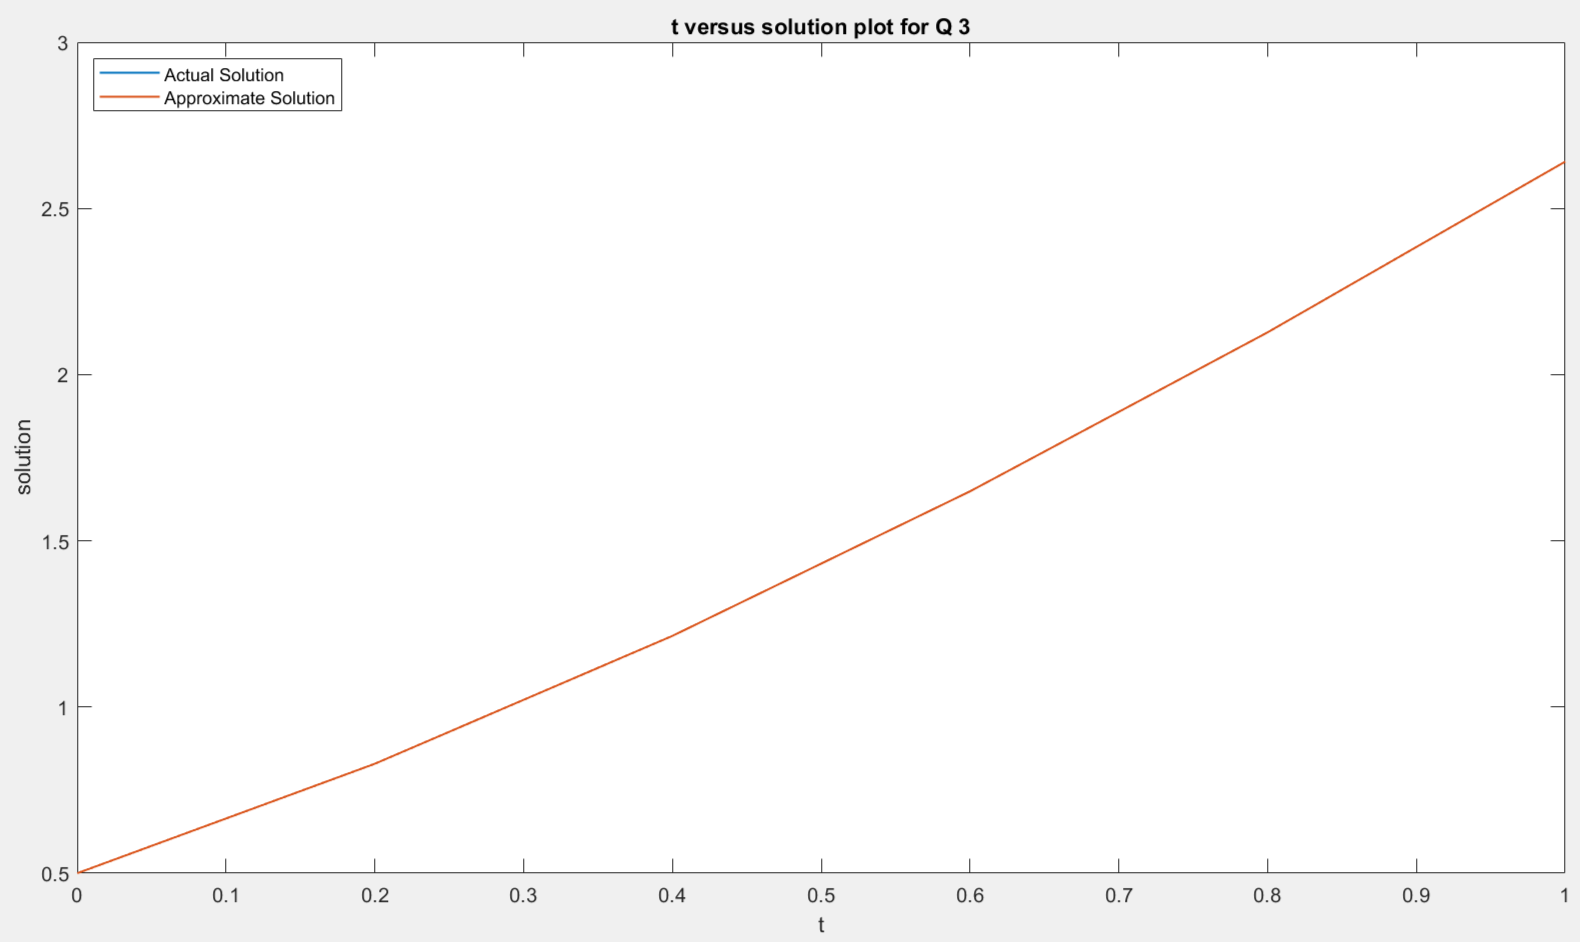 t versus solution plot for Q 3
Actual Solution
Approximate Solution
3
2.5
2
1.5
1
0.5
solution
0 0.1 0.2 0.3 0.4 0.5 0.6 0.7 0.8 0.9 1
t